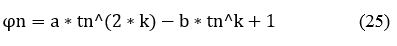 φn = a * tn^(2 * k) − b * tn^k + 1 (25)